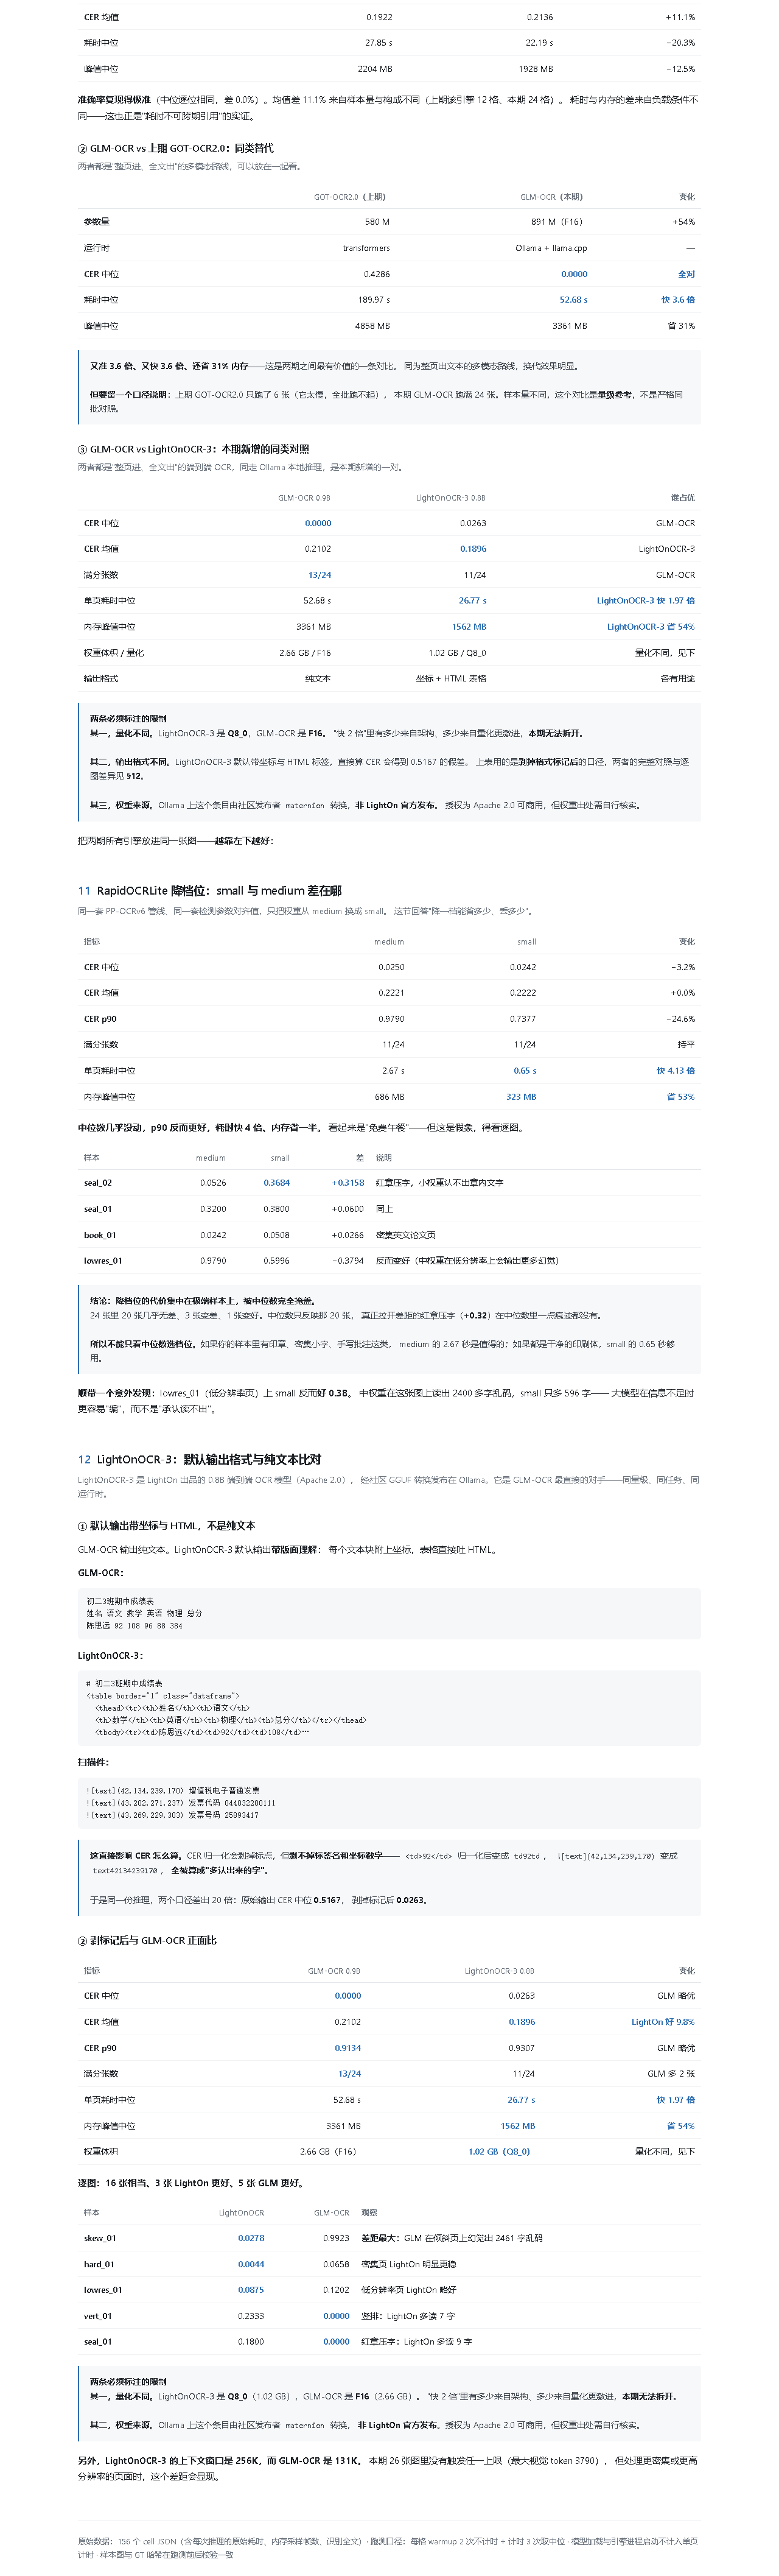 CER 均值 0.1922 0.2136 +11.1%
耗时中位 27.85 s 22.19 s −20.3%
峰值中位 2204 MB 1928 MB −12.5%
准确率复现得极准（中位逐位相同，差 0.0%）。均值差 11.1% 来自样本量与构成不同（上期该引擎 12 格、本期 24 格）。 耗时与内存的差来自负载条件不
同——这也正是"耗时不可跨期引用"的实证。
② GLM-OCR vs 上期 GOT-OCR2.0：同类替代
两者都是"整页进、全文出"的多模态路线，可以放在一起看。
GOT-OCR2.0（上期） GLM-OCR（本期） 变化
参数量 580 M 891 M（F16） +54%
运行时 transformers Ollama + llama.cpp —
CER 中位 0.4286 0.0000 全对
耗时中位 189.97 s 52.68 s 快 3.6 倍
峰值中位 4858 MB 3361 MB 省 31%
又准 3.6 倍、又快 3.6 倍、还省 31% 内存——这是两期之间最有价值的一条对比。 同为整页出文本的多模态路线，换代效果明显。
但要留一个口径说明：上期 GOT-OCR2.0 只跑了 6 张（它太慢，全批跑不起）， 本期 GLM-OCR 跑满 24 张。样本量不同，这个对比是量级参考，不是严格同
批对照。
③ GLM-OCR vs LightOnOCR-3：本期新增的同类对照
两者都是"整页进、全文出"的端到端 OCR，同走 Ollama 本地推理，是本期新增的一对。
GLM-OCR 0.9B LightOnOCR-3 0.8B 谁占优
CER 中位 0.0000 0.0263 GLM-OCR
CER 均值 0.2102 0.1896 LightOnOCR-3
满分张数 13/24 11/24 GLM-OCR
单页耗时中位 52.68 s 26.77 s LightOnOCR-3 快 1.97 倍
内存峰值中位 3361 MB 1562 MB LightOnOCR-3 省 54%
权重体积 / 量化 2.66 GB / F16 1.02 GB / Q8_0 量化不同，见下
输出格式 纯文本 坐标 + HTML 表格 各有用途
两条必须标注的限制
其一，量化不同。LightOnOCR-3 是 Q8_0，GLM-OCR 是 F16。 "快 2 倍"里有多少来自架构、多少来自量化更激进，本期无法拆开。
其二，输出格式不同。LightOnOCR-3 默认带坐标与 HTML 标签，直接算 CER 会得到 0.5167 的假差。 上表用的是剥掉格式标记后的口径，两者的完整对照与逐
图差异见 §12。
其三，权重来源。Ollama 上这个条目由社区发布者 maternion 转换，非 LightOn 官方发布。 授权为 Apache 2.0 可商用，但权重出处需自行核实。
把两期所有引擎放进同一张图——越靠左下越好：
11 RapidOCRLite 降档位：small 与 medium 差在哪
同一套 PP-OCRv6 管线、同一套检测参数对齐值，只把权重从 medium 换成 small。 这节回答"降一档能省多少、丢多少"。
指标 medium small 变化
CER 中位 0.0250 0.0242 −3.2%
CER 均值 0.2221 0.2222 +0.0%
CER p90 0.9790 0.7377 −24.6%
满分张数 11/24 11/24 持平
单页耗时中位 2.67 s 0.65 s 快 4.13 倍
内存峰值中位 686 MB 323 MB 省 53%
中位数几乎没动，p90 反而更好，耗时快 4 倍、内存省一半。 看起来是"免费午餐"——但这是假象，得看逐图。
样本 medium small 差 说明
seal_02 0.0526 0.3684 +0.3158 红章压字，小权重认不出章内文字
seal_01 0.3200 0.3800 +0.0600 同上
book_01 0.0242 0.0508 +0.0266 密集英文论文页
lowres_01 0.9790 0.5996 −0.3794 反而变好（中权重在低分辨率上会输出更多幻觉）
结论：降档位的代价集中在极端样本上，被中位数完全掩盖。
24 张里 20 张几乎无差、3 张变差、1 张变好。中位数只反映那 20 张， 真正拉开差距的红章压字（+0.32）在中位数里一点痕迹都没有。
所以不能只看中位数选档位。如果你的样本里有印章、密集小字、手写批注这类， medium 的 2.67 秒是值得的；如果都是干净的印刷体，small 的 0.65 秒够
用。
顺带一个意外发现：lowres_01（低分辨率页）上 small 反而好 0.38。 中权重在这张图上读出 2400 多字乱码，small 只多 596 字—— 大模型在信息不足时
更容易"编"，而不是"承认读不出"。
12 LightOnOCR-3：默认输出格式与纯文本比对
LightOnOCR-3 是 LightOn 出品的 0.8B 端到端 OCR 模型（Apache 2.0）， 经社区 GGUF 转换发布在 Ollama。它是 GLM-OCR 最直接的对手——同量级、同任务、同
运行时。
① 默认输出带坐标与 HTML，不是纯文本
GLM-OCR 输出纯文本。LightOnOCR-3 默认输出带版面理解： 每个文本块附上坐标，表格直接吐 HTML。
GLM-OCR：
初二3班期中成绩表
姓名 语文 数学 英语 物理 总分
陈思远 92 108 96 88 384
LightOnOCR-3：
# 初二3班期中成绩表
<table border="1" class="dataframe">
<thead><tr><th>姓名</th><th>语文</th>
<th>数学</th><th>英语</th><th>物理</th><th>总分</th></tr></thead>
<tbody><tr><td>陈思远</td><td>92</td><td>108</td>…
扫描件：
![text](42,134,239,170) 增值税电子普通发票
![text](43,202,271,237) 发票代码 044032200111
![text](43,269,229,303) 发票号码 25893417
这直接影响 CER 怎么算。CER 归一化会剥掉标点，但剥不掉标签名和坐标数字—— <td>92</td> 归一化后变成 td92td ， ![text](42,134,239,170) 变成
text42134239170 ， 全被算成"多认出来的字"。
于是同一份推理，两个口径差出 20 倍：原始输出 CER 中位 0.5167， 剥掉标记后 0.0263。
② 剥标记后与 GLM-OCR 正面比
指标 GLM-OCR 0.9B LightOnOCR-3 0.8B 变化
CER 中位 0.0000 0.0263 GLM 略优
CER 均值 0.2102 0.1896 LightOn 好 9.8%
CER p90 0.9134 0.9307 GLM 略优
满分张数 13/24 11/24 GLM 多 2 张
单页耗时中位 52.68 s 26.77 s 快 1.97 倍
内存峰值中位 3361 MB 1562 MB 省 54%
权重体积 2.66 GB（F16） 1.02 GB（Q8_0） 量化不同，见下
逐图：16 张相当、3 张 LightOn 更好、5 张 GLM 更好。
样本 LightOnOCR GLM-OCR 观察
skew_01 0.0278 0.9923 差距最大：GLM 在倾斜页上幻觉出 2461 字乱码
hard_01 0.0044 0.0658 密集页 LightOn 明显更稳
lowres_01 0.0875 0.1202 低分辨率页 LightOn 略好
vert_01 0.2333 0.0000 竖排：LightOn 多读 7 字
seal_01 0.1800 0.0000 红章压字：LightOn 多读 9 字
两条必须标注的限制
其一，量化不同。LightOnOCR-3 是 Q8_0（1.02 GB），GLM-OCR 是 F16（2.66 GB）。 "快 2 倍"里有多少来自架构、多少来自量化更激进，本期无法拆开。
其二，权重来源。Ollama 上这个条目由社区发布者 maternion 转换， 非 LightOn 官方发布。授权为 Apache 2.0 可商用，但权重出处需自行核实。
另外，LightOnOCR-3 的上下文窗口是 256K，而 GLM-OCR 是 131K。 本期 26 张图里没有触发任一上限（最大视觉 token 3790）， 但处理更密集或更高
分辨率的页面时，这个差距会显现。
原始数据：156 个 cell JSON（含每次推理的原始耗时、内存采样帧数、识别全文）· 跑测口径：每格 warmup 2 次不计时 + 计时 3 次取中位 · 模型加载与引擎进程启动不计入单页
计时 · 样本图与 GT 哈希在跑测前后校验一致